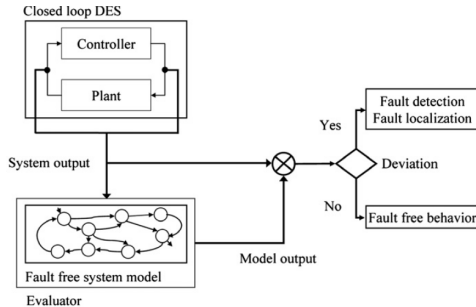 Closed loop DES
Controller
Plant
System output
Fault free system model
Evaluator
Model output
Yes
No
Deviation
Fault detection
Fault localization
Fault free behavior